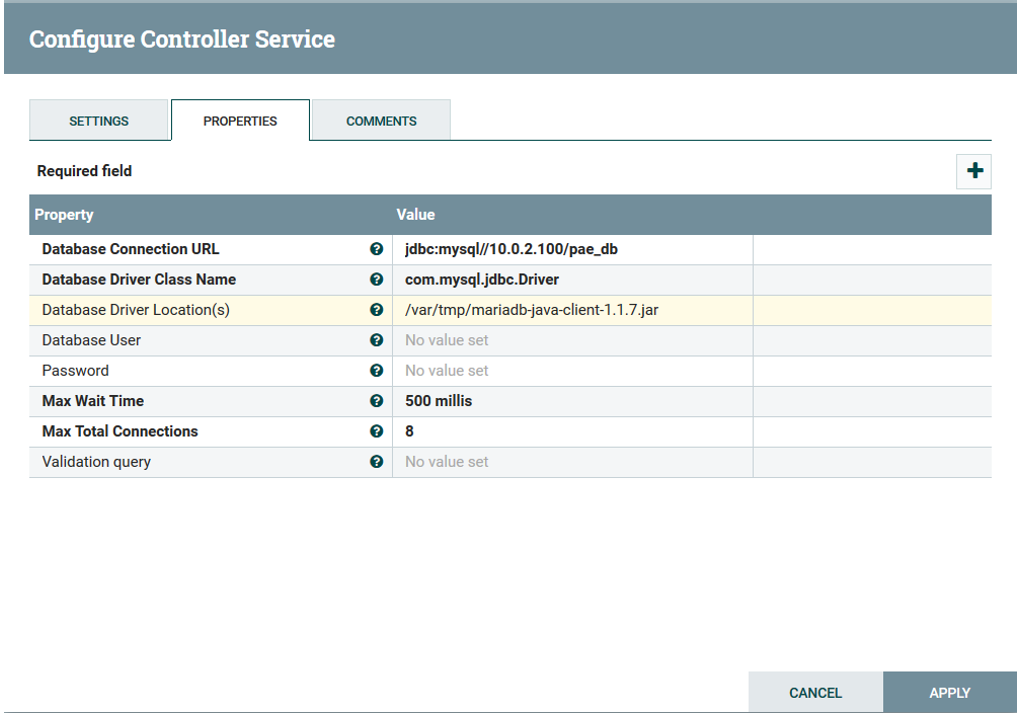 Configure Controller Service
SETTINGS PROPERTIES COMMENTS
Required field
Property Value
Database Connection URL jdbc:mysql//10.0.2.100/pae_db
Database Driver Class Name com.mysql.jdbc.Driver
Database Driver Location(s) /var/tmp/mariadb-java-client-1.1.7.jar
Database User No value set
Password No value set
Max Wait Time 500 millis
Max Total Connections 8
Validation query No value set
CANCEL APPLY